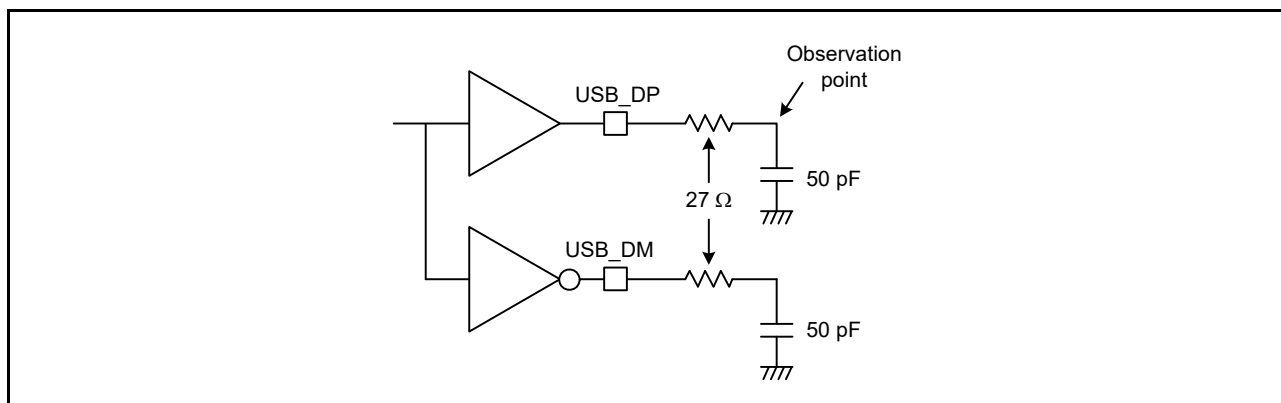 Observation
point
USB_DP
50 pF
27 Ω
USB_DM
50 pF